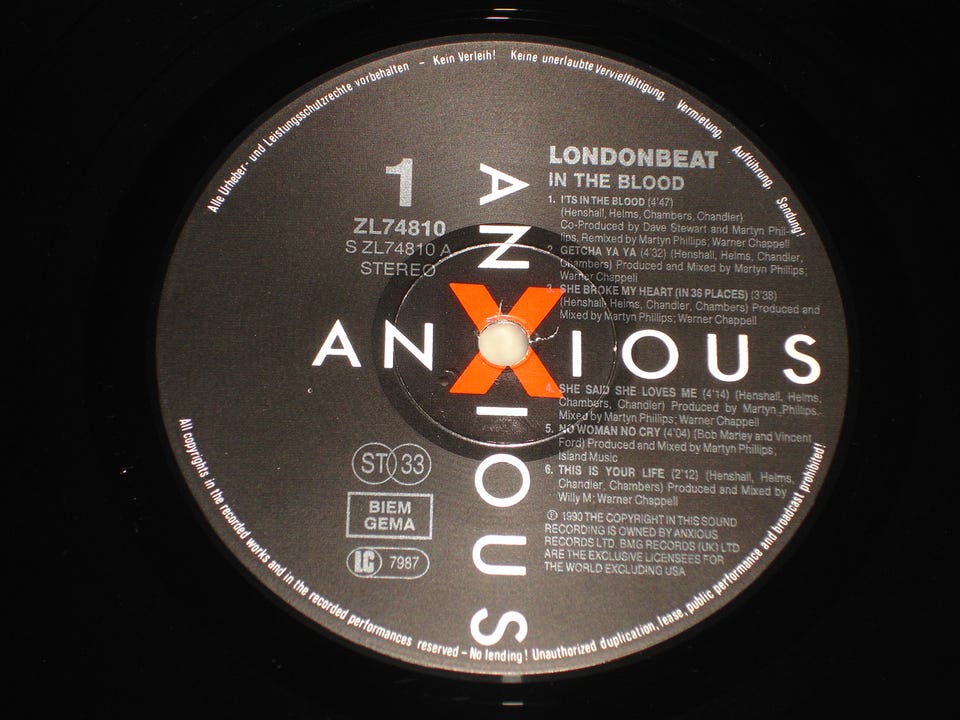 Alle Urheber- und Leistungsschutzrechte vorbehalten – Kein Verleih! Keine unerlaubte Vervielfältigung, Vermietung, Aufführung, Sendung!
1
ZL74810
S ZL74810 A
STEREO
LONDONBEAT
IN THE BLOOD
1. I'TS IN THE BLOOD (4'47)
(Henshall, Helms, Chambers, Chandler)
Co-Produced by Dave Stewart and Martyn Phil-
lips, Remixed by Martyn Phillips; Warner Chappell
2. GETCHA YA YA (4'32) (Henshall, Helms, Chandler,
Chambers) Produced and Mixed by Martyn Phillips;
Warner Chappell
3. SHE BROKE MY HEART (IN 36 PLACES) (3'38)
(Henshall, Helms, Chandler, Chambers) Produced and
Mixed by Martyn Phillips; Warner Chappell
ANXIOUS
ANXIOUS
4. SHE SAID SHE LOVES ME (4'14) (Henshall, Helms,
Chambers, Chandler) Produced by Martyn Phillips.
Mixed by Martyn Phillips; Warner Chappell
5. NO WOMAN NO CRY (4'04) (Bob Marley and Vincent
Ford) Produced and Mixed by Martyn Phillips;
Island Music
6. THIS IS YOUR LIFE (2'12) (Henshall, Helms,
Chandler, Chambers) Produced and Mixed by
Willy M; Warner Chappell
℗ 1990 THE COPYRIGHT IN THIS SOUND
RECORDING IS OWNED BY ANXIOUS
RECORDS LTD. BMG RECORDS (UK) LTD
ARE THE EXCLUSIVE LICENSEES FOR
THE WORLD EXCLUDING USA
ST 33
BIEM
GEMA
LC 7987
All copyrights in the recorded works and in the recorded performances reserved – No lending! Unauthorized duplication, lease, public performance and broadcast prohibited!